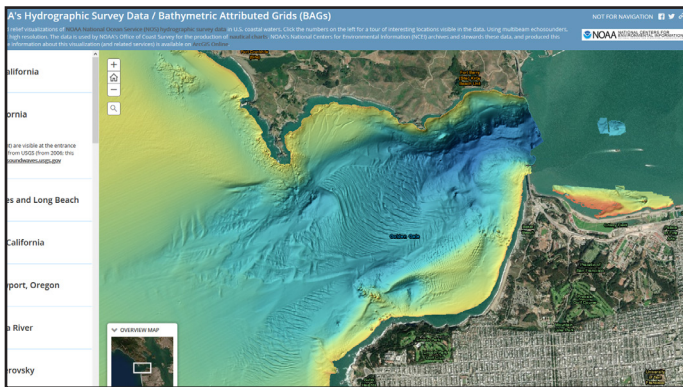 A's Hydrographic Survey Data / Bathymetric Attributed Grids (BAGs)
NOT FOR NAVIGATION
relief visualizations of NOAA National Ocean Service (NOS) hydrographic survey data in U.S. coastal waters. Click the numbers on the left for a tour of interesting locations visible in the data. Using multibeam echosounders,
high resolution. The data is used by NOAA's Office of Coast Survey for the production of nautical charts. NOAA's National Centers for Environmental Information (NCEI) archives and stewards these data, and produced this
information about this visualization (and related services) is available on ArcGIS Online
NOAA NATIONAL CENTERS FOR
ENVIRONMENTAL INFORMATION
alifornia
ornia
are visible at the entrance
from USGS (from 2006; this
soundwaves.usgs.gov
es and Long Beach
California
port, Oregon
a River
erovsky
OVERVIEW MAP